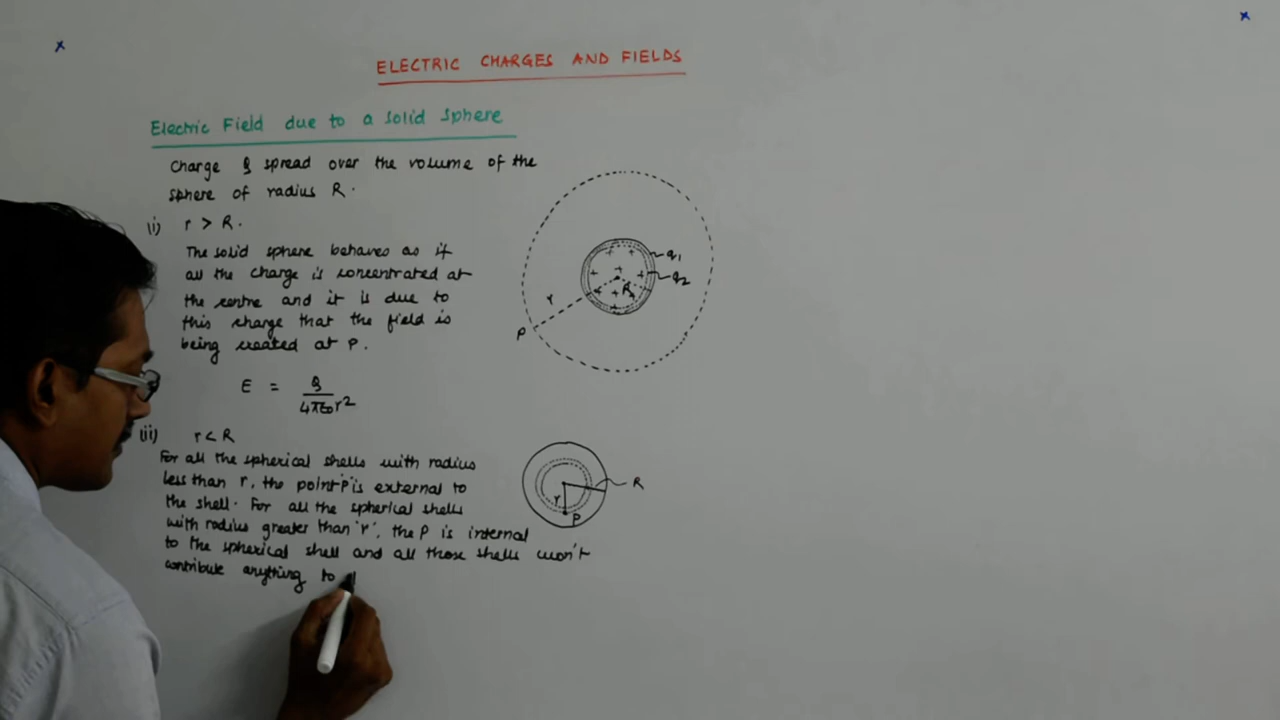 ELECTRIC CHARGES AND FIELDS
Electric Field due to a solid sphere
Charge Q spread over the volume of the
sphere of radius R.
(i) r > R.
The solid sphere behaves as if
all the charge is concentrated at
the centre and it is due to
this charge that the field is
being created at P.
E = Q / 4πε0r2
(ii) r < R
For all the spherical shells with radius
less than r, the point P is external to
the shell. For all the spherical shells
with radius greater than 'r', the P is internal
to the spherical shell and all those shells won't
contribute anything to
q1
q2
R
r
P
R
r
P